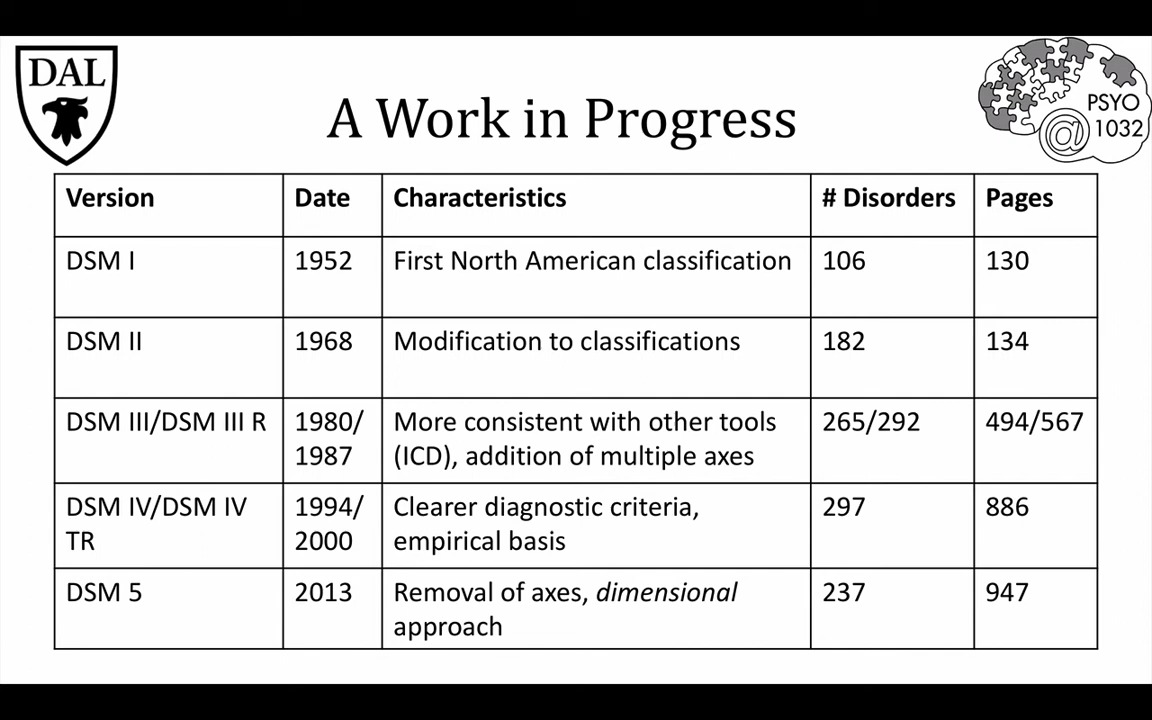 DAL
A Work in Progress
PSYO
@ 1032
Version Date Characteristics # Disorders Pages
DSM I 1952 First North American classification 106 130
DSM II 1968 Modification to classifications 182 134
DSM III/DSM III R 1980/ More consistent with other tools 265/292 494/567
1987 (ICD), addition of multiple axes
DSM IV/DSM IV 1994/ Clearer diagnostic criteria, 297 886
TR 2000 empirical basis
DSM 5 2013 Removal of axes, dimensional 237 947
approach